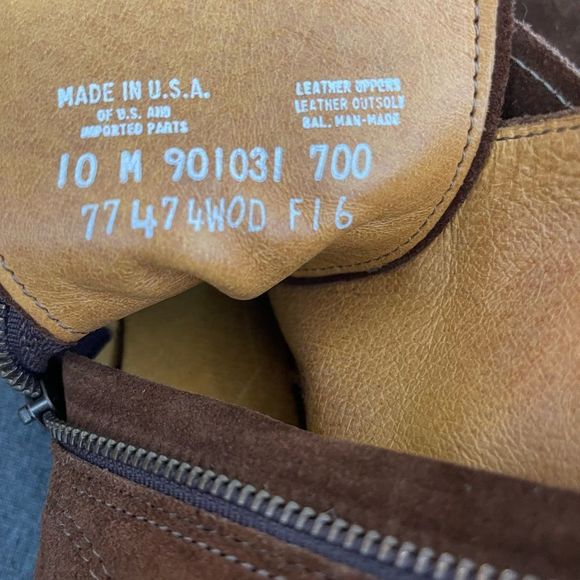 MADE IN U.S.A.
OF U.S. AND
IMPORTED PARTS
LEATHER UPPERS
LEATHER OUTSOLE
BAL. MAN-MADE
10 M 901031 700
77474WOD F16